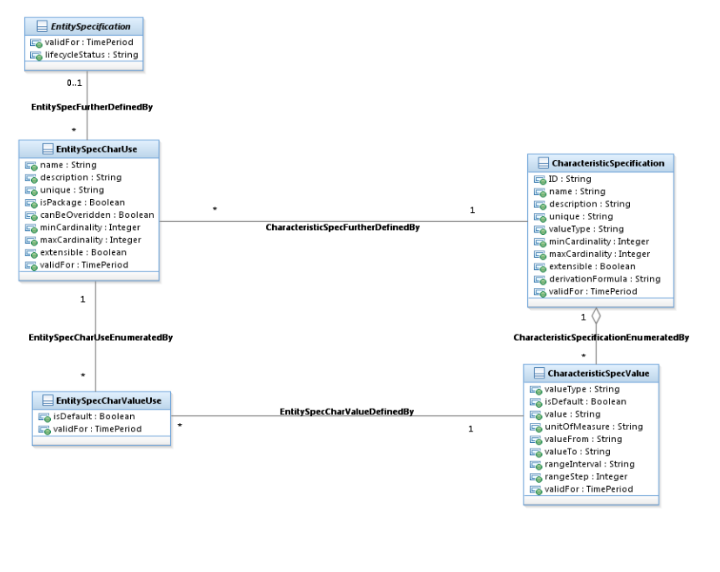 EntitySpecification
validFor : TimePeriod
lifecycleStatus : String
0..1
EntitySpecFurtherDefinedBy
*
EntitySpecCharUse
name : String
description : String
unique : String
isPackage : Boolean
canBeOveridden : Boolean
minCardinality : Integer
maxCardinality : Integer
extensible : Boolean
validFor : TimePeriod
*
1
CharacteristicSpecFurtherDefinedBy
CharacteristicSpecification
ID : String
name : String
description : String
unique : String
valueType : String
minCardinality : Integer
maxCardinality : Integer
extensible : Boolean
derivationFormula : String
validFor : TimePeriod
1
EntitySpecCharUseEnumeratedBy
*
1
CharacteristicSpecificationEnumeratedBy
*
EntitySpecCharValueUse
isDefault : Boolean
validFor : TimePeriod
EntitySpecCharValueDefinedBy
*
1
CharacteristicSpecValue
valueType : String
isDefault : Boolean
value : String
unitOfMeasure : String
valueFrom : String
valueTo : String
rangeInterval : String
rangeStep : Integer
validFor : TimePeriod